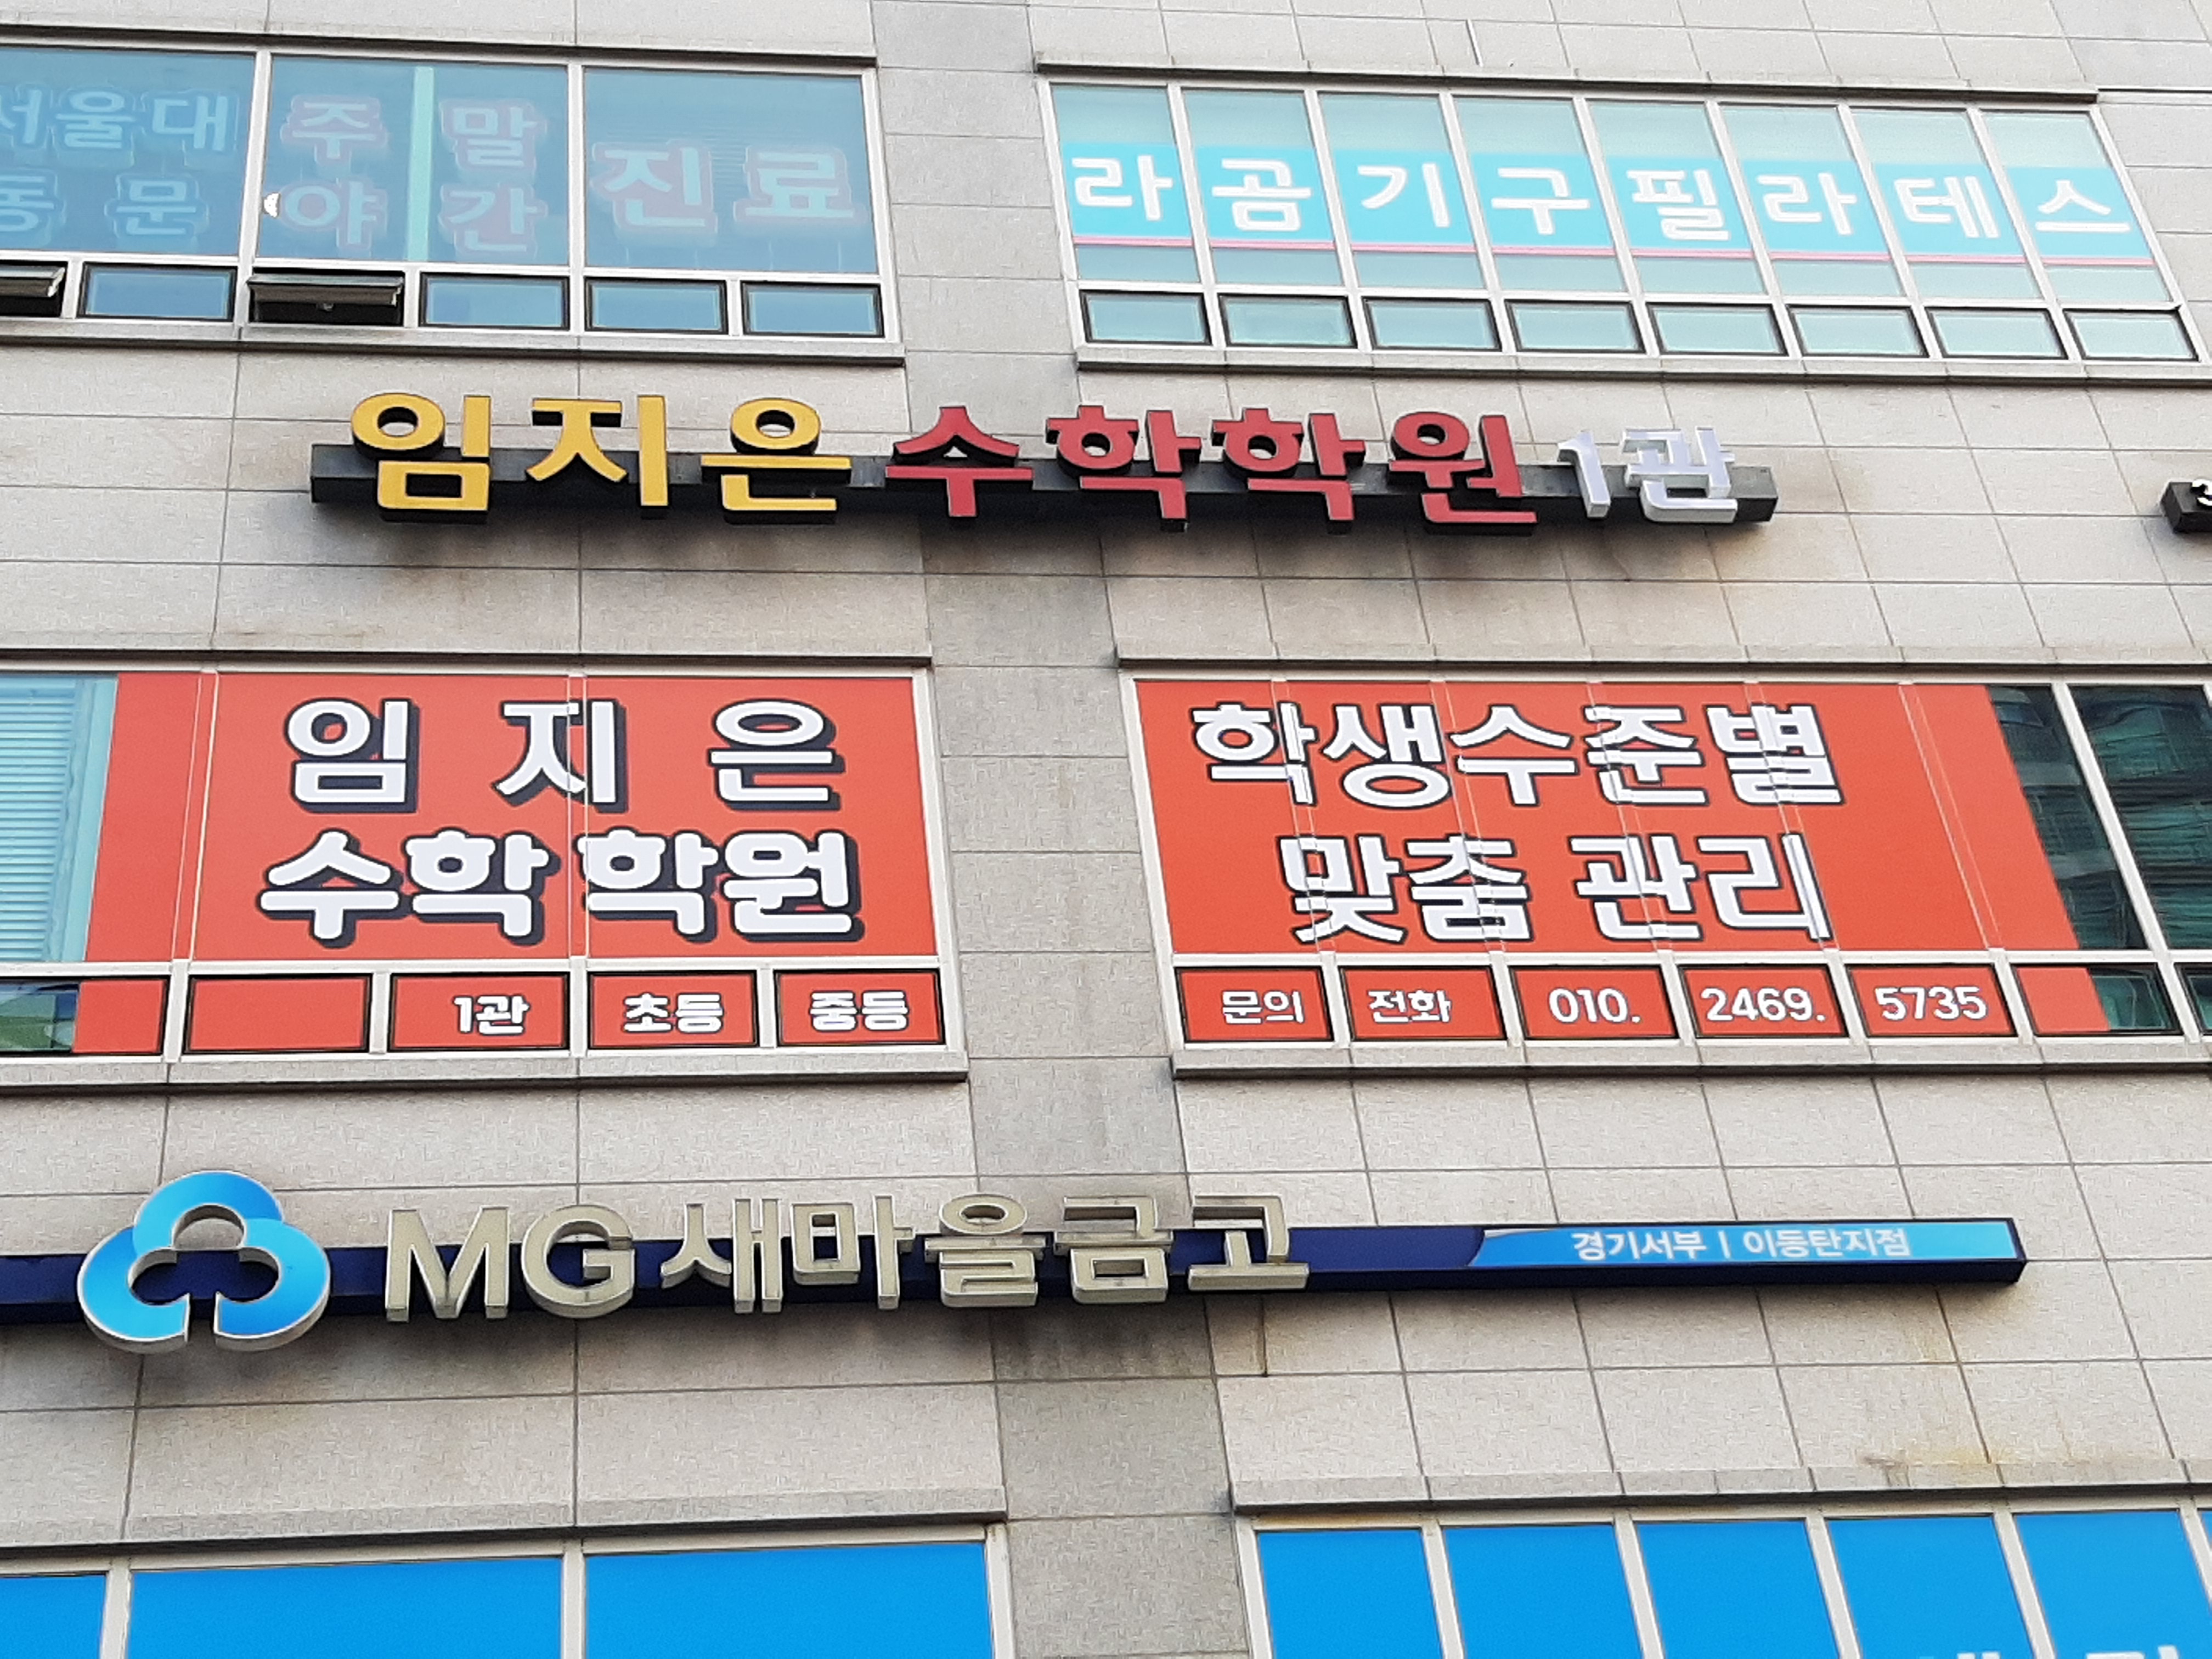 서울대 주말
동문 야간 진료
라곰기구필라테스
임지은수학학원1관
임지은
수학학원
1관 초등 중등
학생수준별
맞춤 관리
문의 전화 010. 2469. 5735
MG새마을금고 경기서부 | 이동탄지점